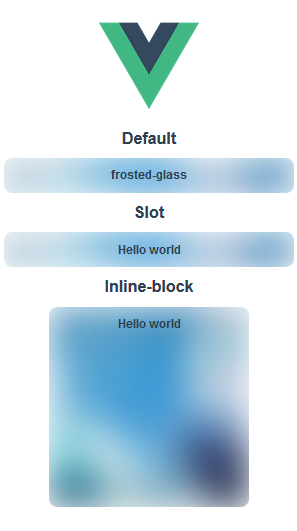 Default
frosted-glass
Slot
Hello world
Inline-block
Hello world